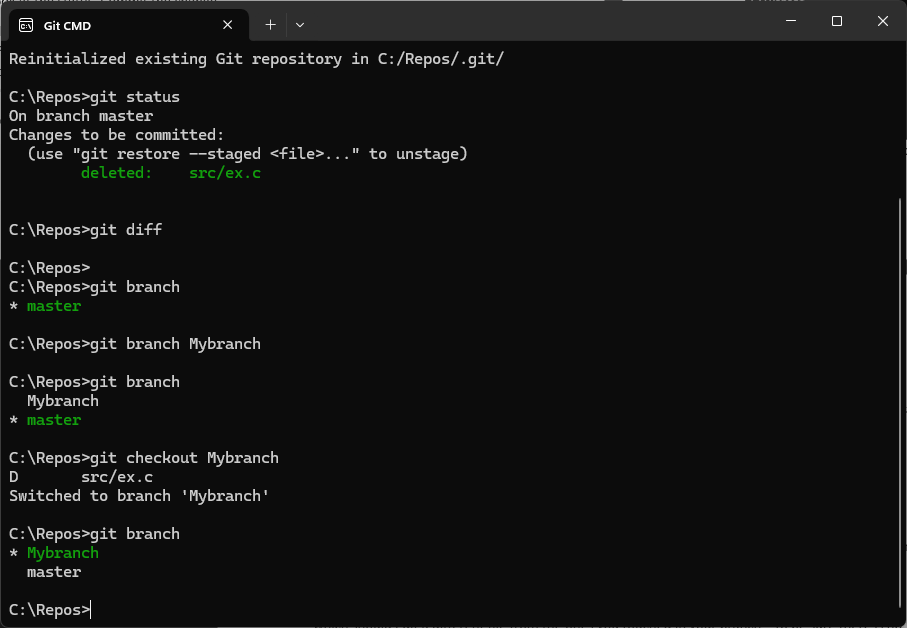 Git CMD
Reinitialized existing Git repository in C:/Repos/.git/
C:\Repos>git status
On branch master
Changes to be committed:
  (use "git restore --staged <file>..." to unstage)
        deleted:    src/ex.c
C:\Repos>git diff
C:\Repos>
C:\Repos>git branch
* master
C:\Repos>git branch Mybranch
C:\Repos>git branch
  Mybranch
* master
C:\Repos>git checkout Mybranch
D       src/ex.c
Switched to branch 'Mybranch'
C:\Repos>git branch
* Mybranch
  master
C:\Repos>